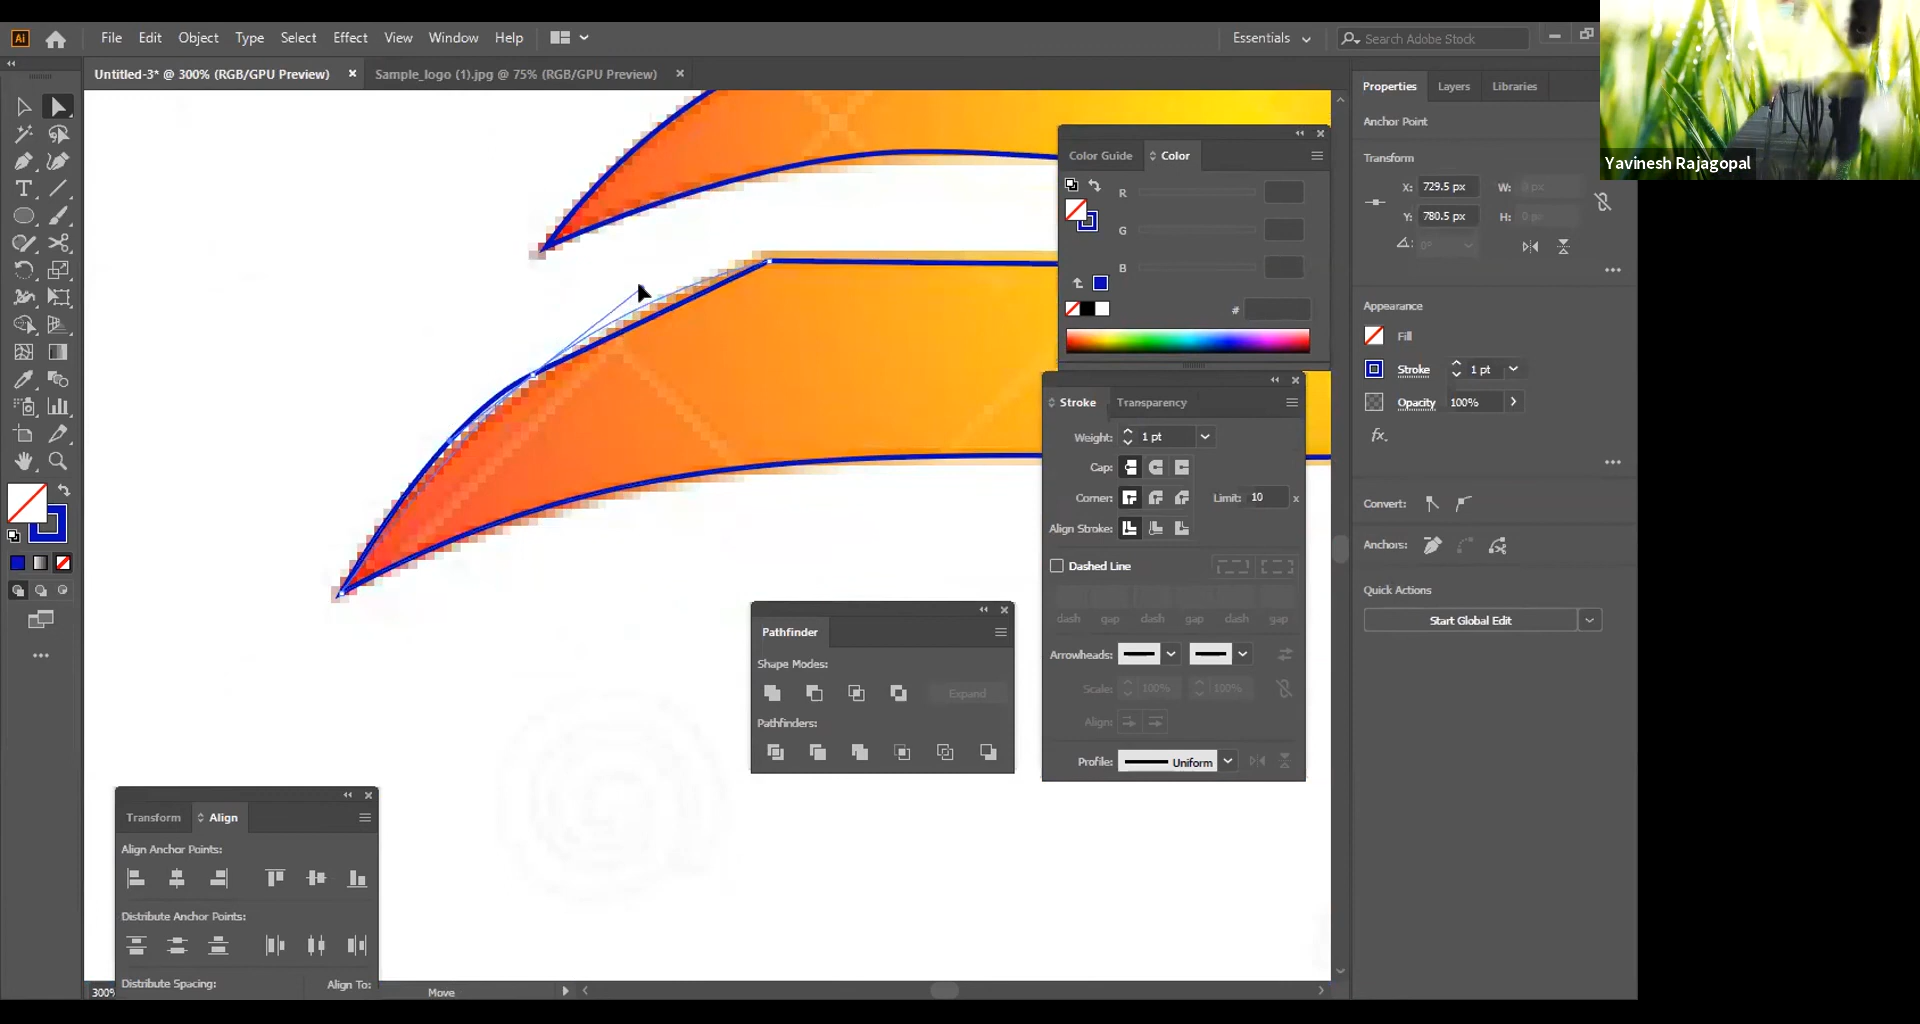 Ai File Edit Object Type Select Effect View Window Help Essentials Search Adobe Stock
Untitled-3* @ 300% (RGB/GPU Preview) × Sample_logo (1).jpg @ 75% (RGB/GPU Preview) ×
Yavinesh Rajagopal
Color Guide Color
R
G
B
#
Stroke Transparency
Weight: 1 pt
Cap:
Corner: Limit: 10 x
Align Stroke:
Dashed Line
dash gap dash gap dash gap
Arrowheads:
Scale: 100% 100%
Align:
Profile: Uniform
Pathfinder
Shape Modes:
Expand
Pathfinders:
Transform Align
Align Anchor Points:
Distribute Anchor Points:
Distribute Spacing: Align To:
300% Move
Properties Layers Libraries
Anchor Point
Transform
X: 729.5 px W: 0 px
Y: 780.5 px H: 0 px
0°
Appearance
Fill
Stroke 1 pt
Opacity 100%
fx.
Convert:
Anchors:
Quick Actions
Start Global Edit